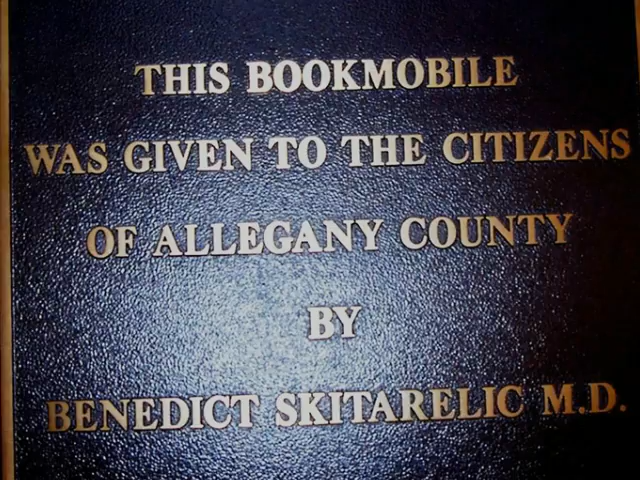 THIS BOOKMOBILE
WAS GIVEN TO THE CITIZENS
OF ALLEGANY COUNTY
BY
BENEDICT SKITARELIC M.D.